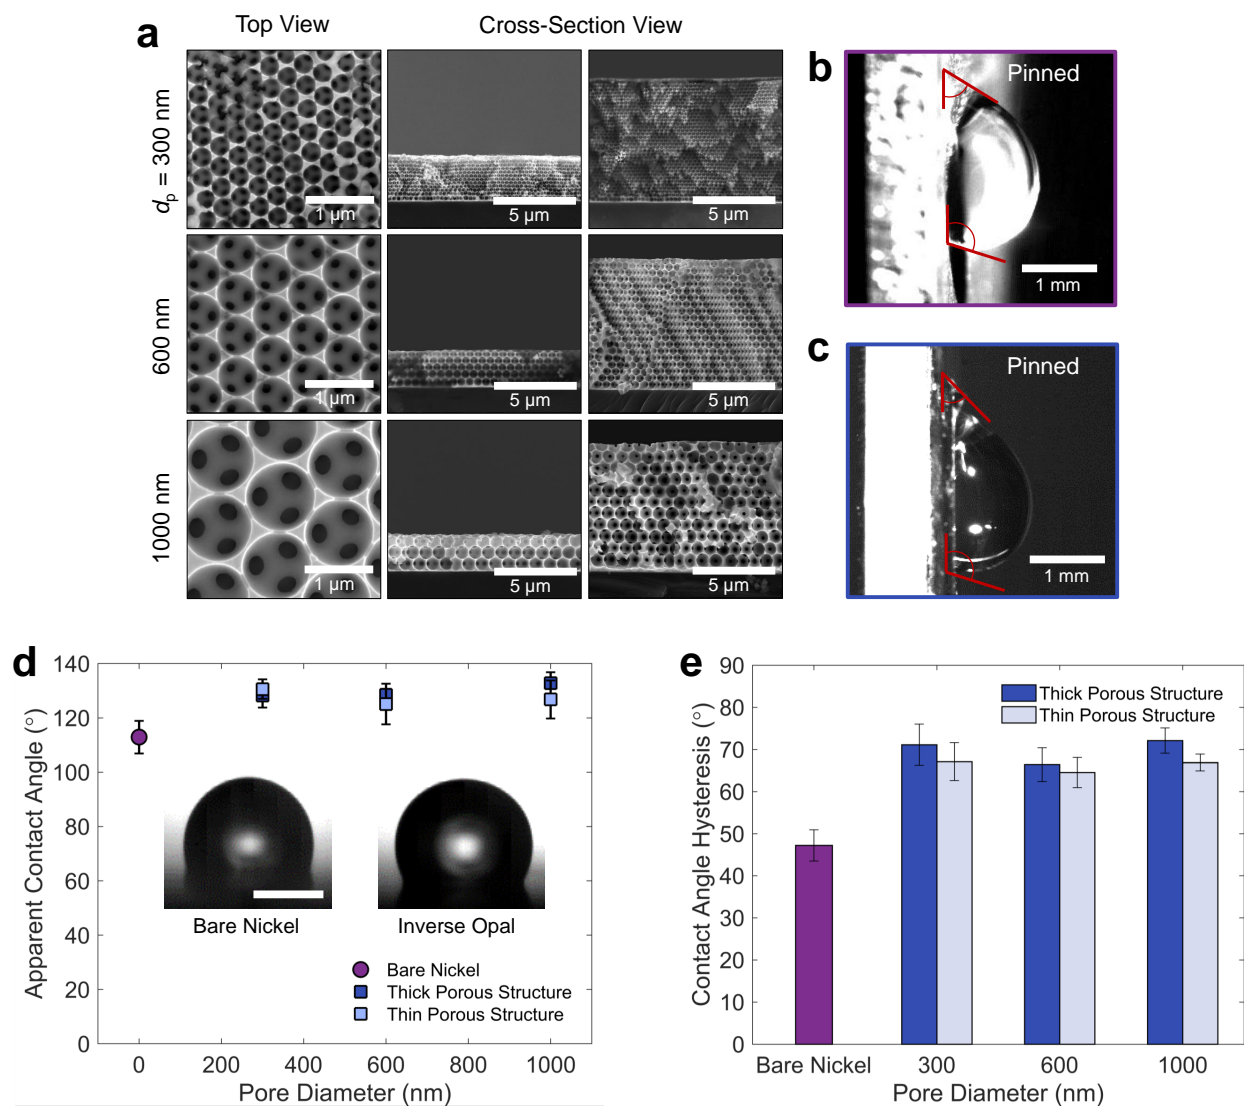 a
Top View
Cross-Section View
dp = 300 nm
1 µm
5 µm
5 µm
600 nm
1 µm
5 µm
5 µm
1000 nm
1 µm
5 µm
5 µm
b
Pinned
1 mm
c
Pinned
1 mm
d
Apparent Contact Angle (°)
140
120
100
80
60
40
20
0
Bare Nickel
Inverse Opal
Bare Nickel
Thick Porous Structure
Thin Porous Structure
0 200 400 600 800 1000
Pore Diameter (nm)
e
Contact Angle Hysteresis (°)
90
80
70
60
50
40
30
20
10
0
Thick Porous Structure
Thin Porous Structure
Bare Nickel 300 600 1000
Pore Diameter (nm)